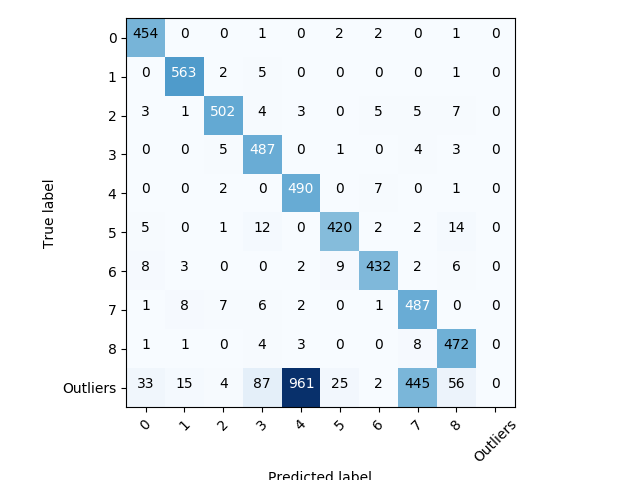 0 454 0 0 1 0 2 2 0 1 0
1 0 563 2 5 0 0 0 0 1 0
2 3 1 502 4 3 0 5 5 7 0
3 0 0 5 487 0 1 0 4 3 0
4 0 0 2 0 490 0 7 0 1 0
5 5 0 1 12 0 420 2 2 14 0
6 8 3 0 0 2 9 432 2 6 0
7 1 8 7 6 2 0 1 487 0 0
8 1 1 0 4 3 0 0 8 472 0
Outliers 33 15 4 87 961 25 2 445 56 0
0 1 2 3 4 5 6 7 8 Outliers
True label
Predicted label